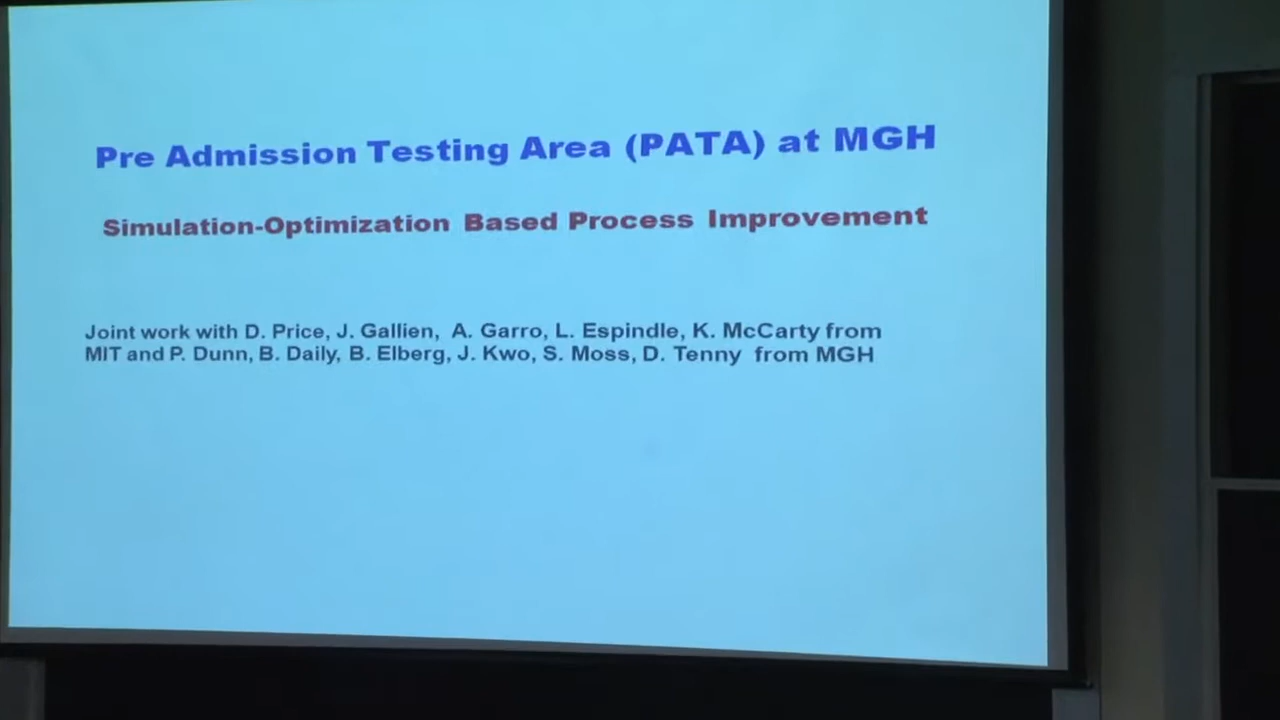 Pre Admission Testing Area (PATA) at MGH
Simulation-Optimization Based Process Improvement
Joint work with D. Price, J. Gallien, A. Garro, L. Espindle, K. McCarty from
MIT and P. Dunn, B. Daily, B. Elberg, J. Kwo, S. Moss, D. Tenny from MGH